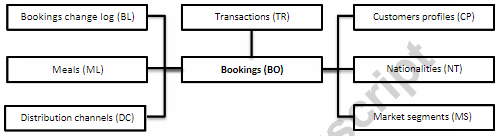 Bookings change log (BL)
Transactions (TR)
Customers profiles (CP)
Meals (ML)
Bookings (BO)
Nationalities (NT)
Distribution channels (DC)
Market segments (MS)
script